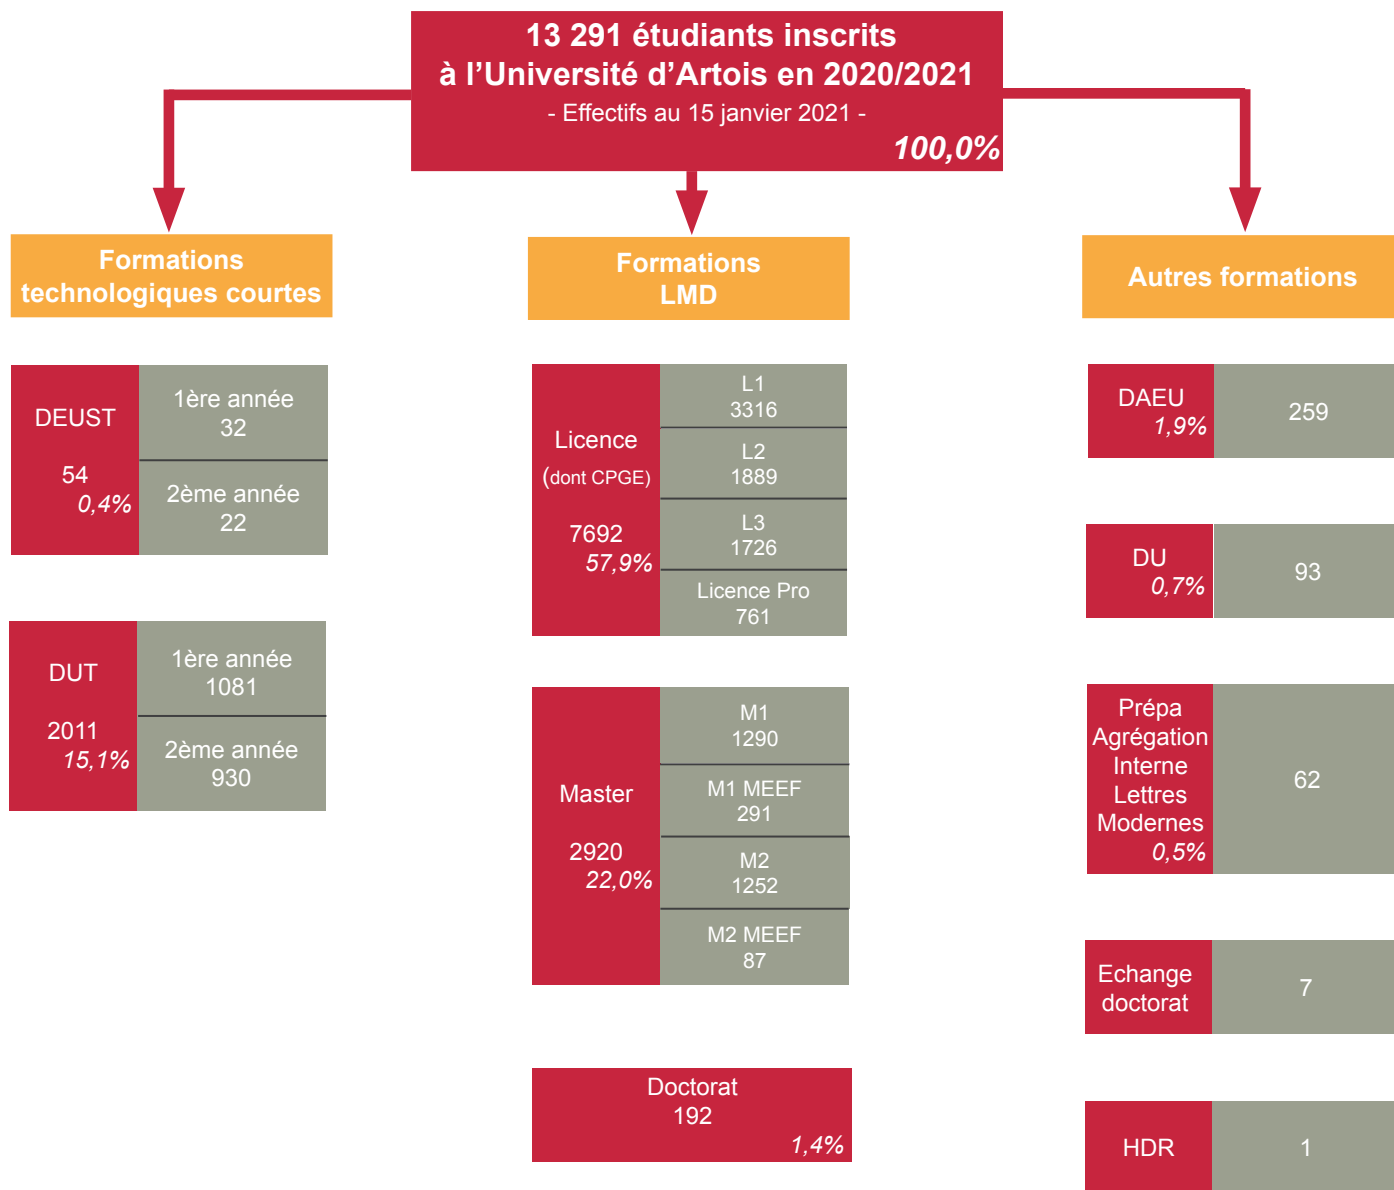 13 291 étudiants inscrits
à l'Université d'Artois en 2020/2021
- Effectifs au 15 janvier 2021 -
100,0%
Formations
technologiques courtes
DEUST
54
0,4%
1ère année
32
2ème année
22
DUT
2011
15,1%
1ère année
1081
2ème année
930
Formations
LMD
Licence
(dont CPGE)
7692
57,9%
L1
3316
L2
1889
L3
1726
Licence Pro
761
Master
2920
22,0%
M1
1290
M1 MEEF
291
M2
1252
M2 MEEF
87
Doctorat
192
1,4%
Autres formations
DAEU
1,9%
259
DU
0,7%
93
Prépa
Agrégation
Interne
Lettres
Modernes
0,5%
62
Echange
doctorat
7
HDR
1